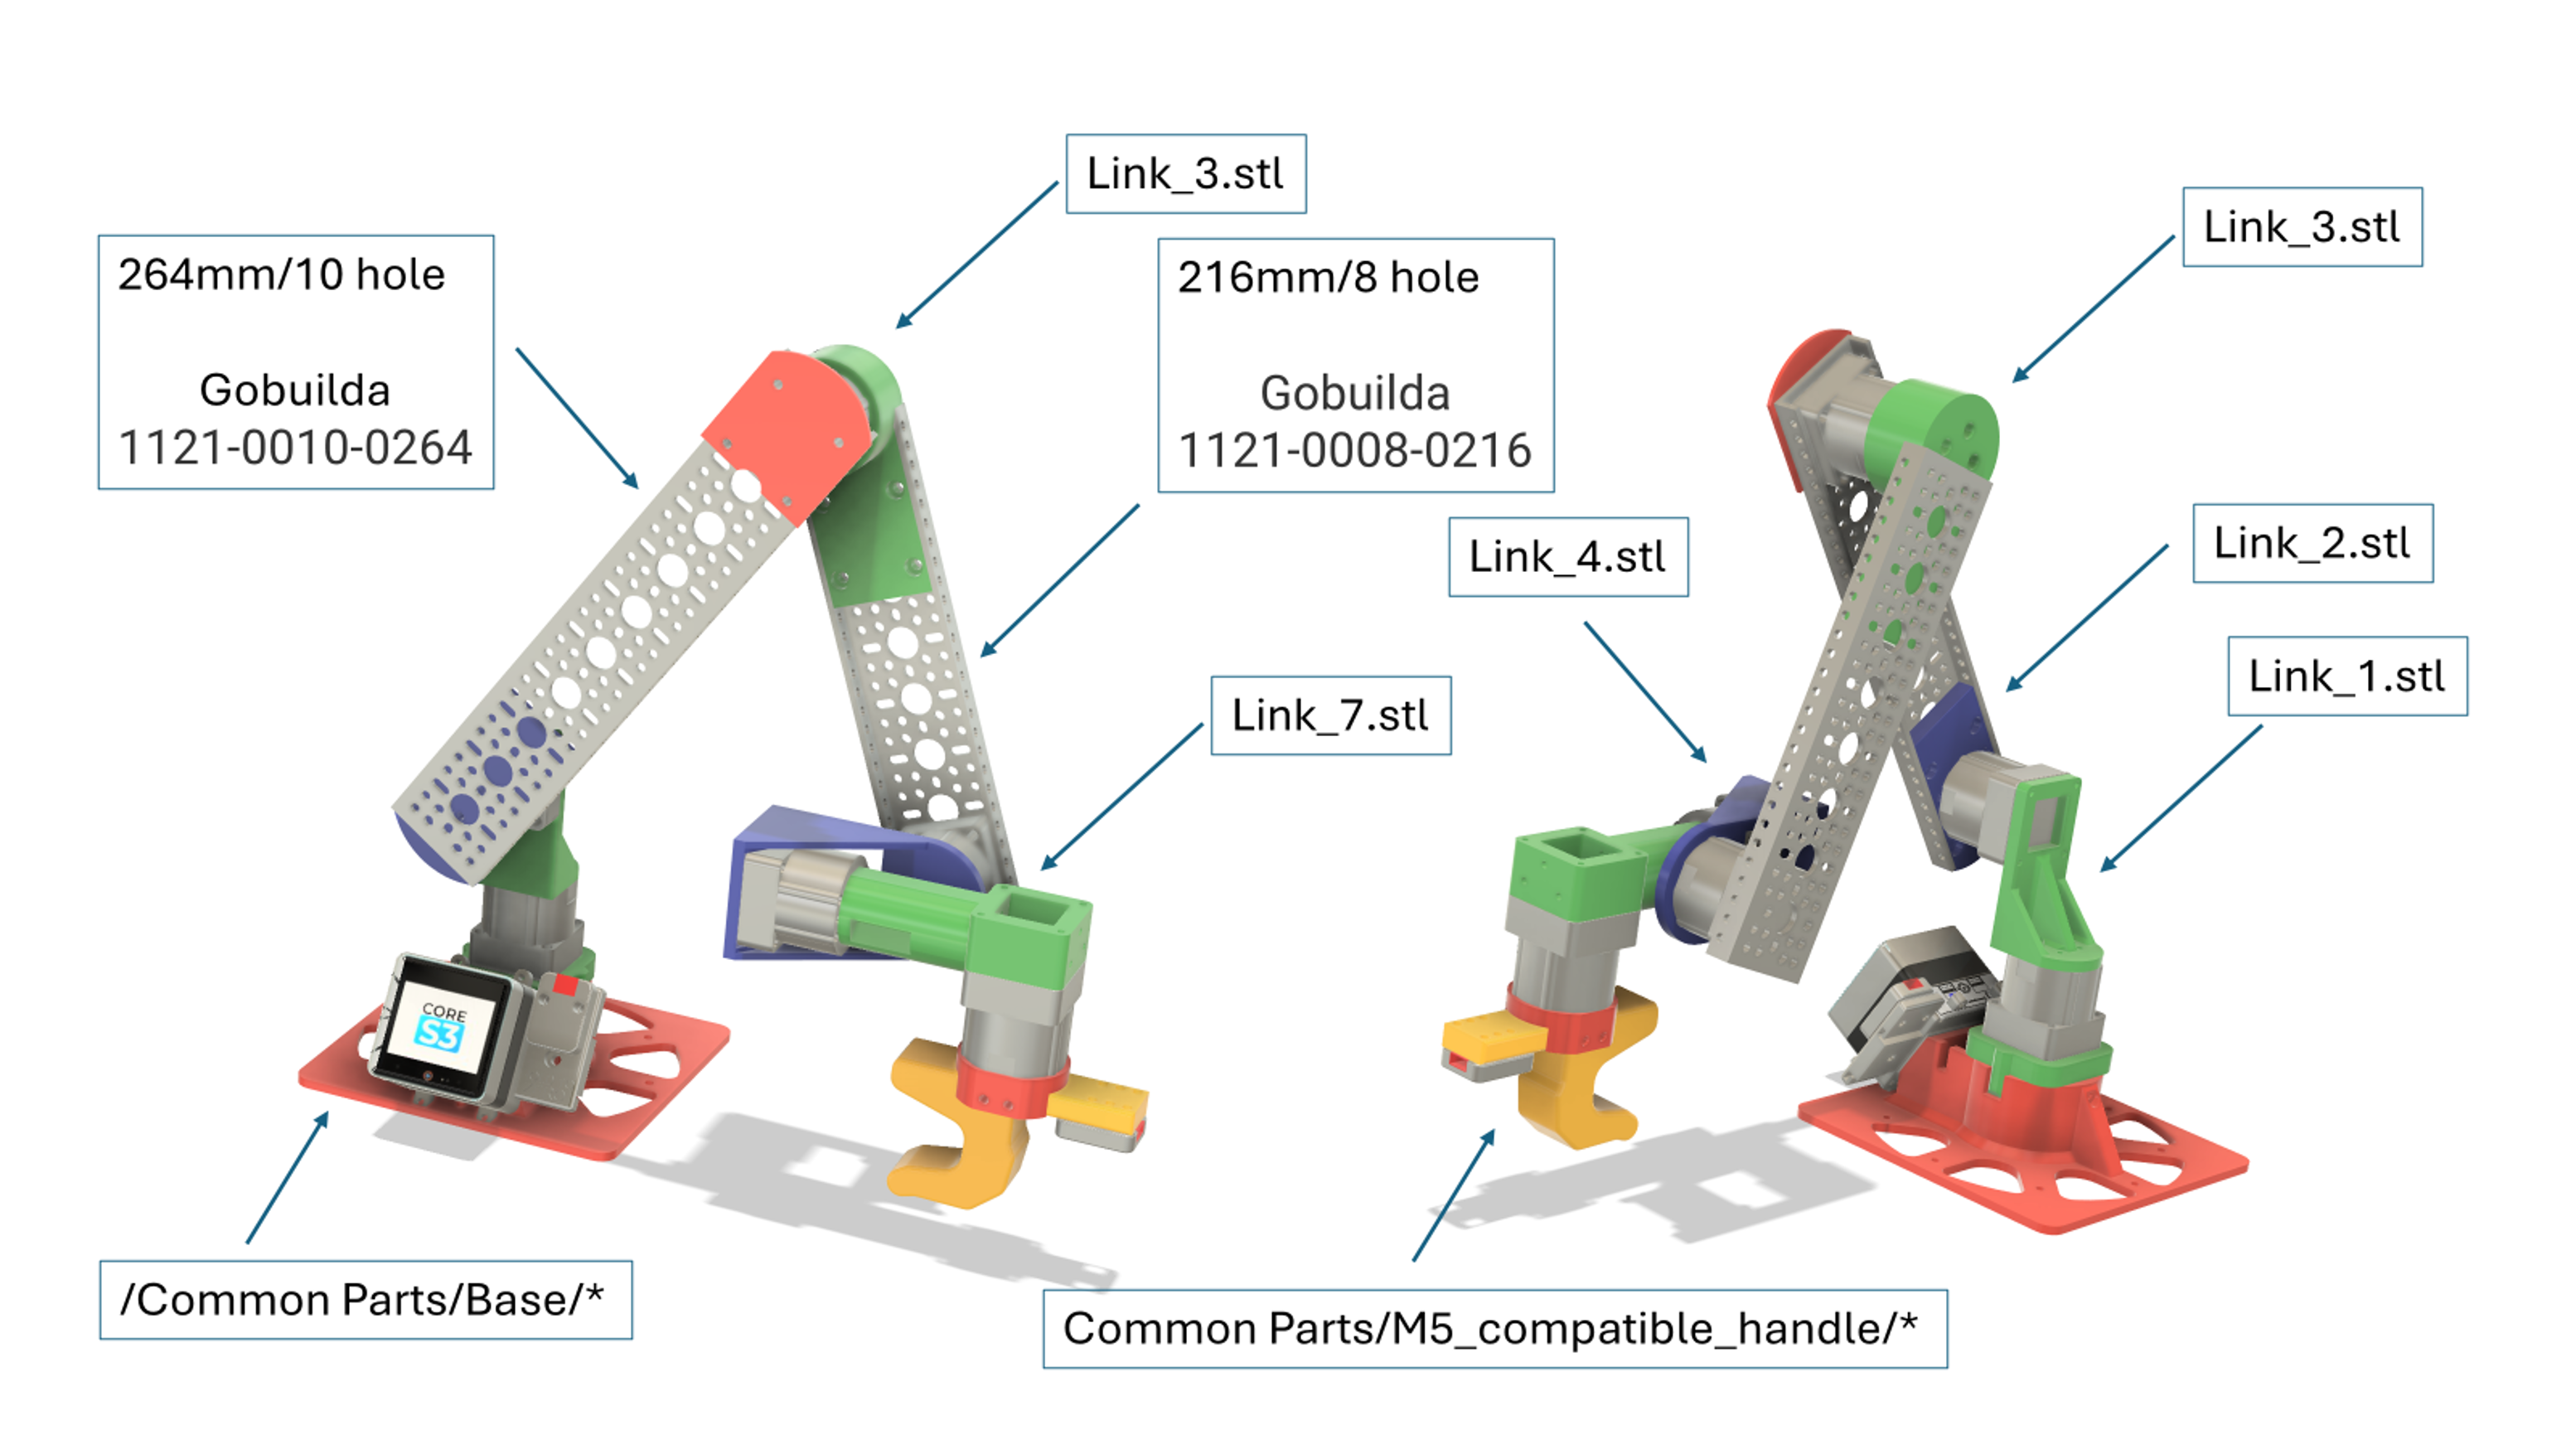 Link_3.stl
264mm/10 hole
Gobuilda
1121-0010-0264
216mm/8 hole
Gobuilda
1121-0008-0216
Link_7.stl
CORE
S3
/Common Parts/Base/*
Link_3.stl
Link_4.stl
Link_2.stl
Link_1.stl
Common Parts/M5_compatible_handle/*